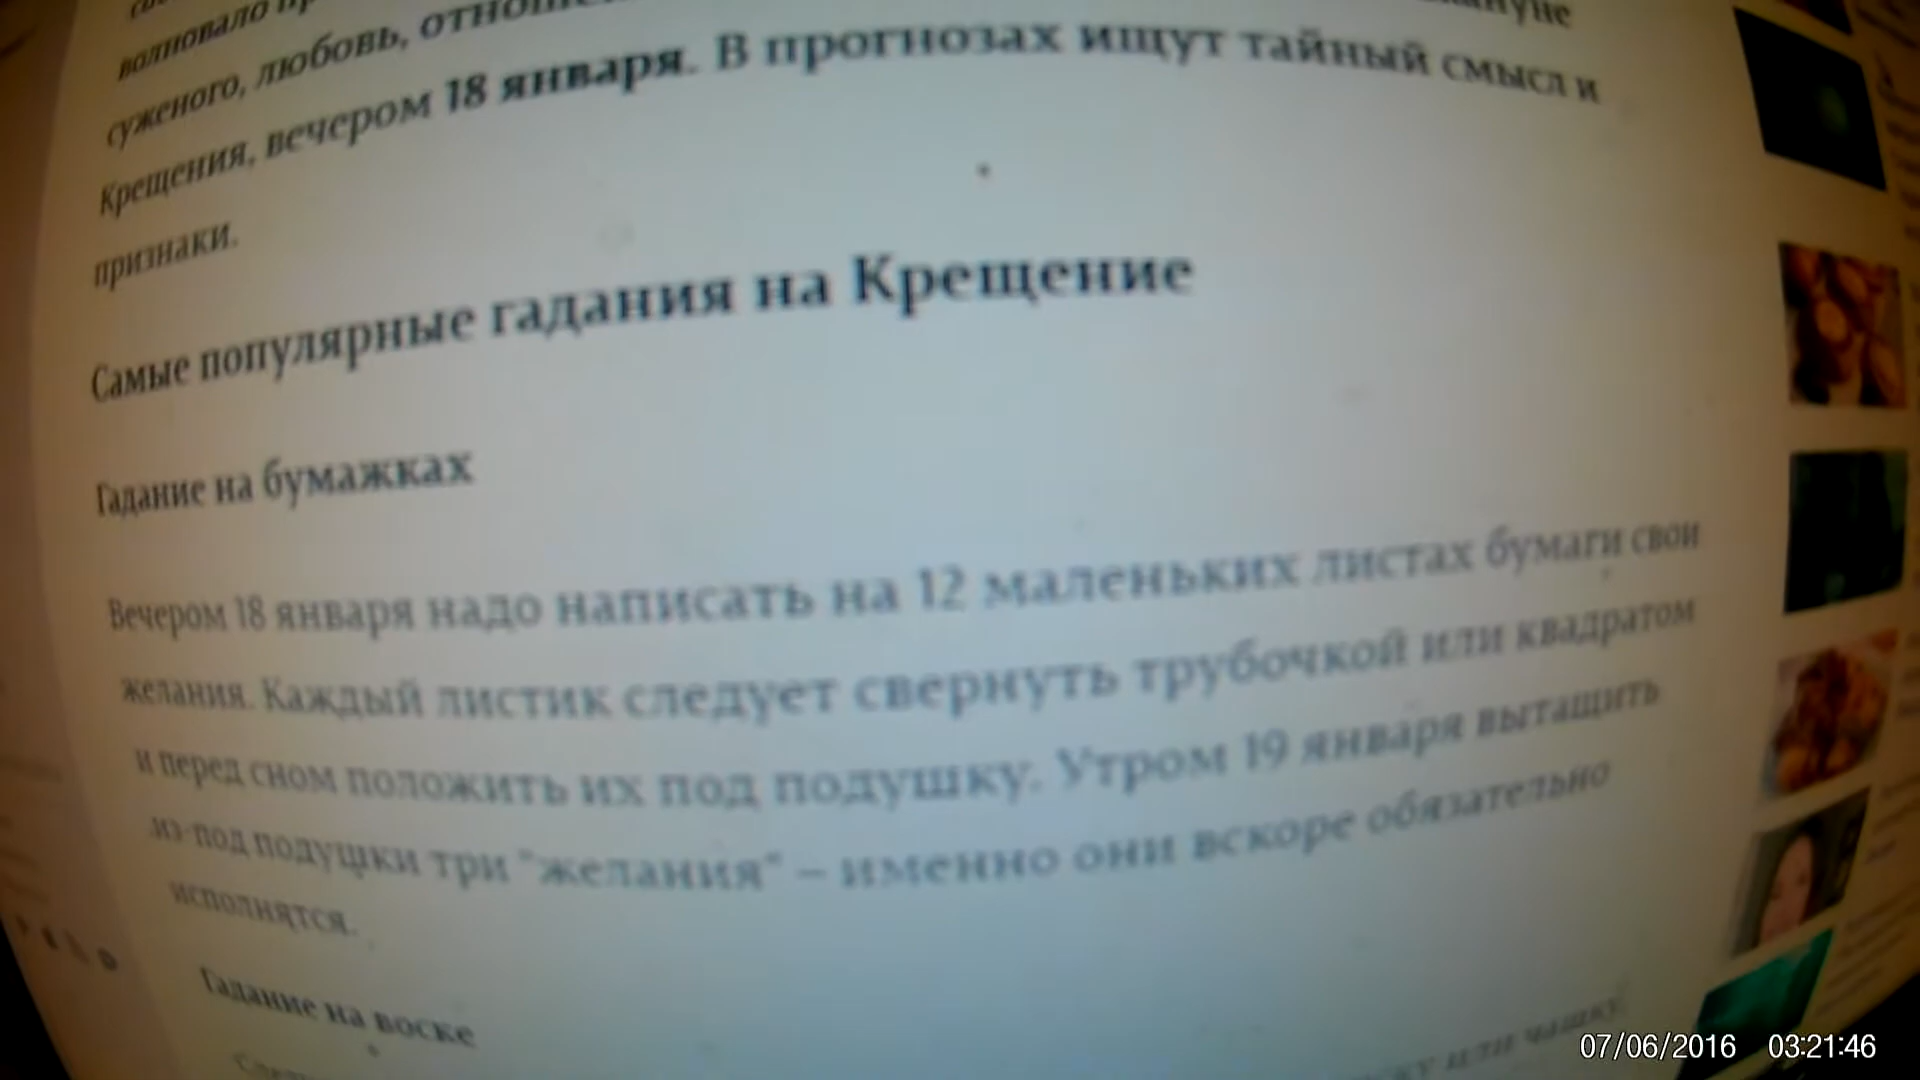 волновало
суженого, любовь,
Крещения, вечером 18 января. В прогнозах ищут тайный смысл и
признаки.
Самые популярные гадания на Крещение
Гадание на бумажках
Вечером 18 января надо написать на 12 маленьких листах бумаги свои
желания. Каждый листик следует свернуть трубочкой или квадратом
и перед сном положить их под подушку. Утром 19 января вытащить
из-под подушки три "желания" – именно они вскоре обязательно
исполнятся.
Гадание на воске
или чашку.
07/06/2016 03:21:46